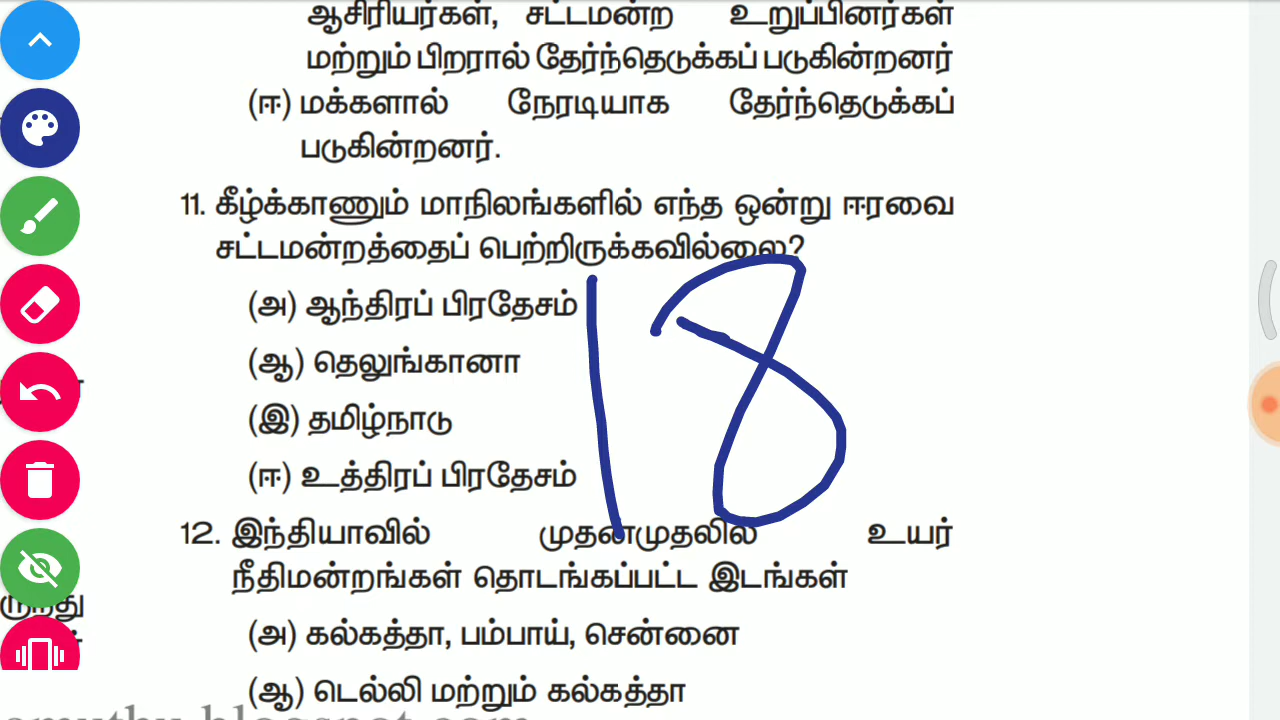 ஆசிரியர்கள், சட்டமன்ற உறுப்பினர்கள்
மற்றும் பிறரால் தேர்ந்தெடுக்கப் படுகின்றனர்
(ஈ) மக்களால் நேரடியாக தேர்ந்தெடுக்கப்
படுகின்றனர்.
11. கீழ்க்காணும் மாநிலங்களில் எந்த ஒன்று ஈரவை
சட்டமன்றத்தைப் பெற்றிருக்கவில்லை?
(அ) ஆந்திரப் பிரதேசம்
(ஆ) தெலுங்கானா
(இ) தமிழ்நாடு
(ஈ) உத்திரப் பிரதேசம்
18
12. இந்தியாவில் முதன்முதலில் உயர்
நீதிமன்றங்கள் தொடங்கப்பட்ட இடங்கள்
(அ) கல்கத்தா, பம்பாய், சென்னை
(ஆ) டெல்லி மற்றும் கல்கத்தா